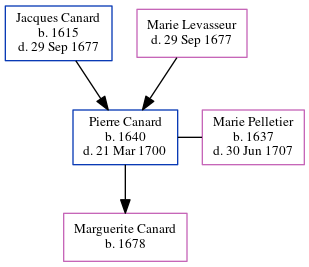 Jacques Canard
b. 1615
d. 29 Sep 1677
Marie Levasseur
d. 29 Sep 1677
Pierre Canard
b. 1640
d. 21 Mar 1700
Marie Pelletier
b. 1637
d. 30 Jun 1707
Marguerite Canard
b. 1678